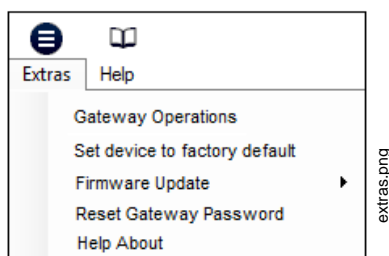 Extras Help
Gateway Operations
Set device to factory default
Firmware Update
Reset Gateway Password
Help About
extras.png